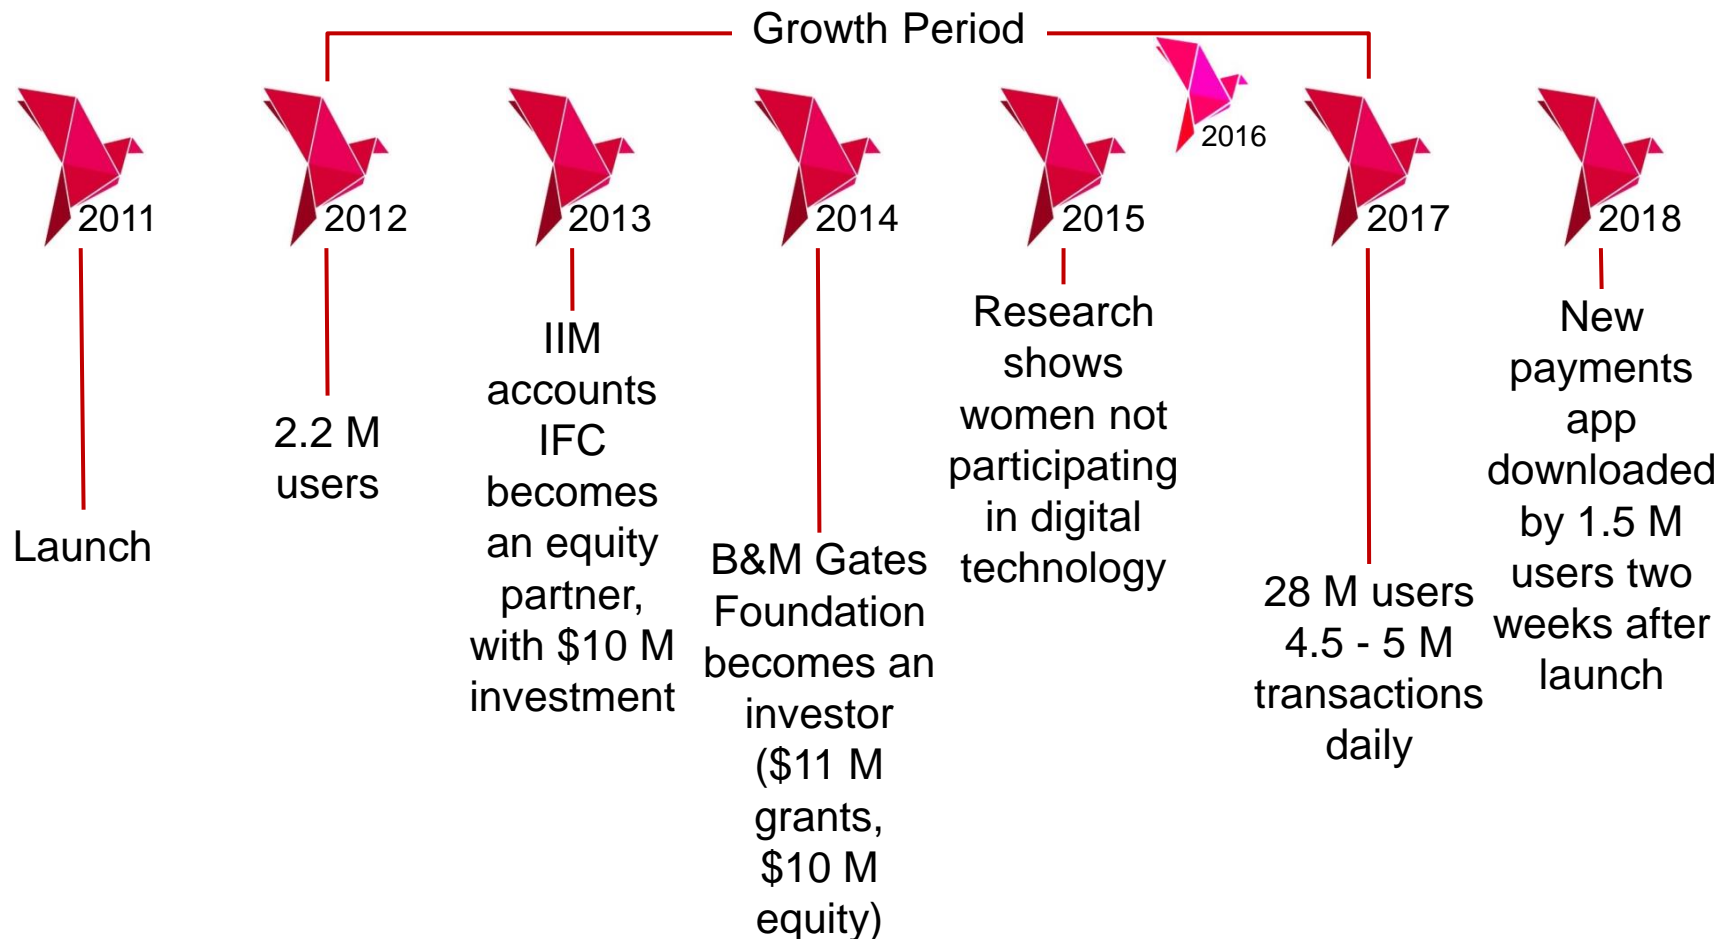 Growth Period
2016
2011
2012
2013
2014
2015
2017
2018
Launch
2.2 M
users
IIM
accounts
IFC
becomes
an equity
partner,
with $10 M
investment
B&M Gates
Foundation
becomes an
investor
($11 M
grants,
$10 M
equity)
Research
shows
women not
participating
in digital
technology
28 M users
4.5 - 5 M
transactions
daily
New
payments
app
downloaded
by 1.5 M
users two
weeks after
launch